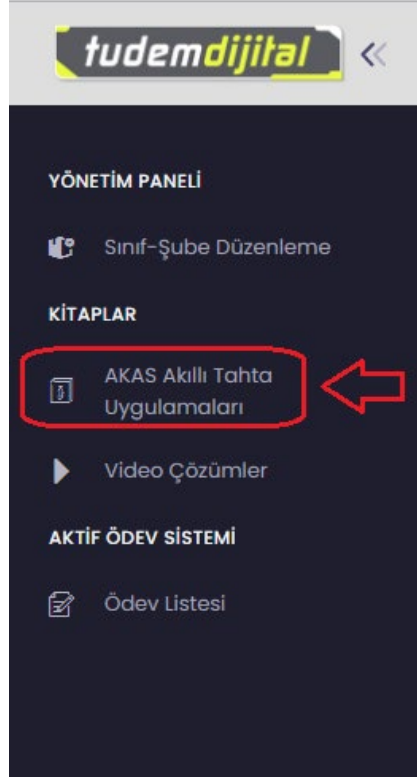 tudemdijital
YÖNETİM PANELİ
Sınıf-Şube Düzenleme
KİTAPLAR
AKAS Akıllı Tahta
Uygulamaları
Video Çözümler
AKTİF ÖDEV SİSTEMİ
Ödev Listesi